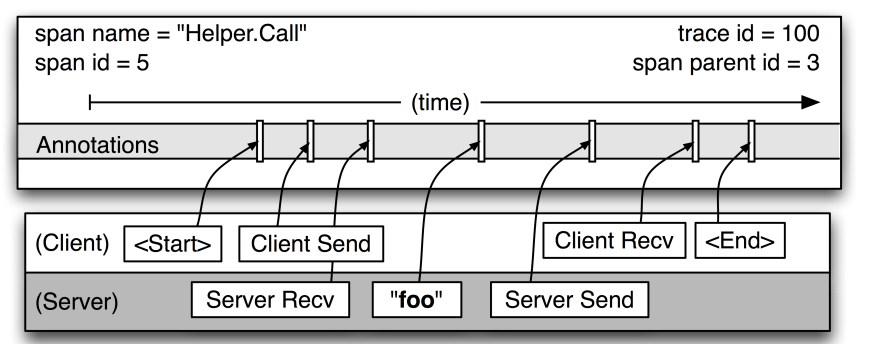 span name = "Helper.Call" trace id = 100
span id = 5 span parent id = 3
(time)
Annotations
(Client) <Start> Client Send Client Recv <End>
(Server) Server Recv "foo" Server Send